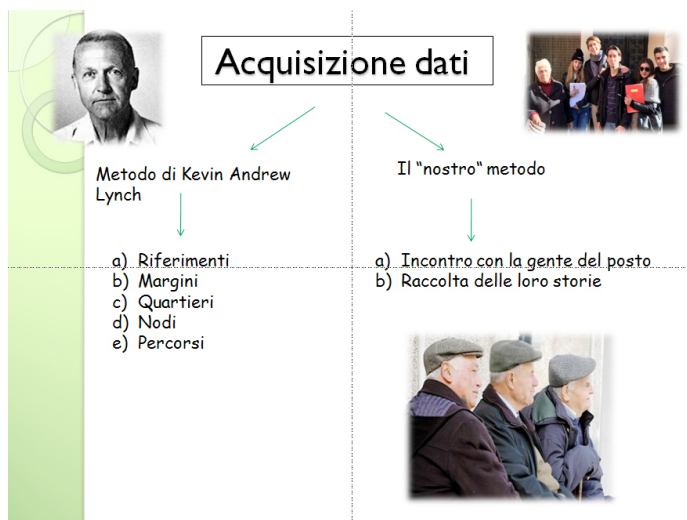 Acquisizione dati
Metodo di Kevin Andrew
Lynch
a) Riferimenti
b) Margini
c) Quartieri
d) Nodi
e) Percorsi
Il "nostro" metodo
a) Incontro con la gente del posto
b) Raccolta delle loro storie